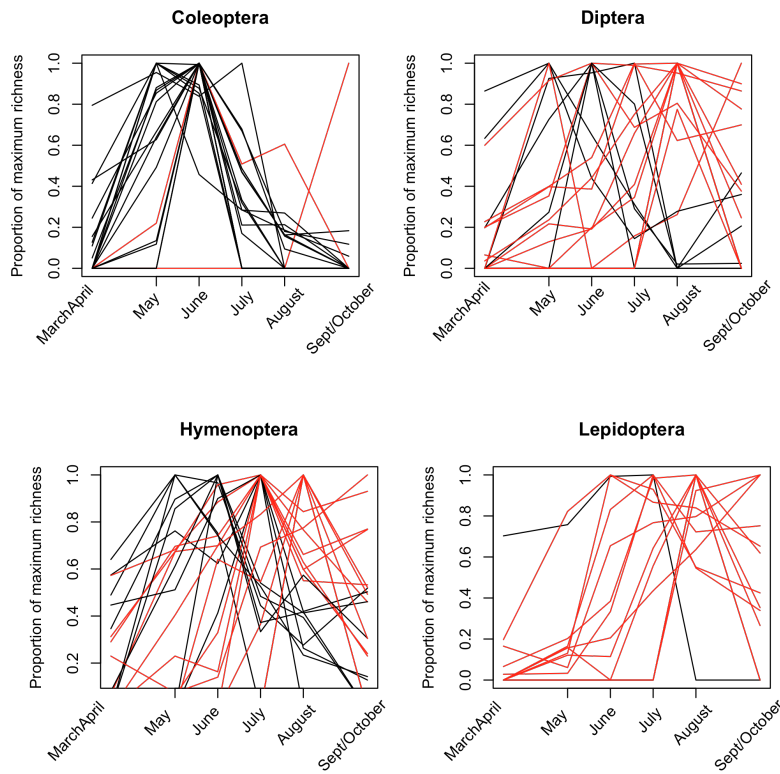 Coleoptera
Proportion of maximum richness
0.0 0.2 0.4 0.6 0.8 1.0
MarchApril May June July August Sept/October
Diptera
Proportion of maximum richness
0.0 0.2 0.4 0.6 0.8 1.0
MarchApril May June July August Sept/October
Hymenoptera
Proportion of maximum richness
0.2 0.4 0.6 0.8 1.0
MarchApril May June July August Sept/October
Lepidoptera
Proportion of maximum richness
0.0 0.2 0.4 0.6 0.8 1.0
MarchApril May June July August Sept/October